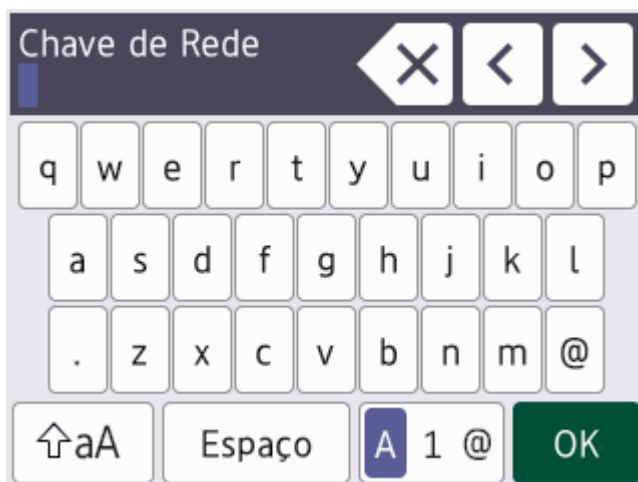 Chave de Rede
q w e r t y u i o p
a s d f g h j k l
. z x c v b n m @
aA Espaço A 1 @ OK